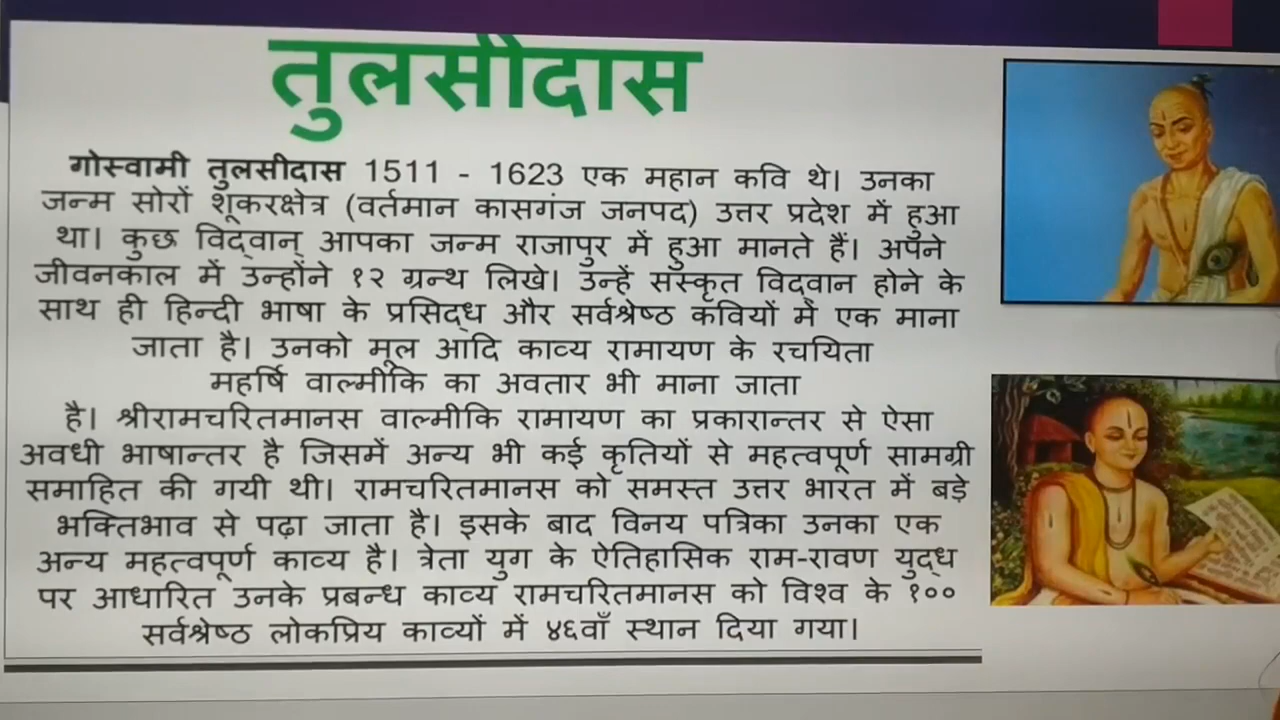 तुलसीदास
गोस्वामी तुलसीदास 1511 - 1623 एक महान कवि थे। उनका
जन्म सोरों शूकरक्षेत्र (वर्तमान कासगंज जनपद) उत्तर प्रदेश में हुआ
था। कुछ विद्वान् आपका जन्म राजापुर में हुआ मानते हैं। अपने
जीवनकाल में उन्होंने १२ ग्रन्थ लिखे। उन्हें संस्कृत विद्वान होने के
साथ ही हिन्दी भाषा के प्रसिद्ध और सर्वश्रेष्ठ कवियों में एक माना
जाता है। उनको मूल आदि काव्य रामायण के रचयिता
महर्षि वाल्मीकि का अवतार भी माना जाता
है। श्रीरामचरितमानस वाल्मीकि रामायण का प्रकारान्तर से ऐसा
अवधी भाषान्तर है जिसमें अन्य भी कई कृतियों से महत्वपूर्ण सामग्री
समाहित की गयी थी। रामचरितमानस को समस्त उत्तर भारत में बड़े
भक्तिभाव से पढ़ा जाता है। इसके बाद विनय पत्रिका उनका एक
अन्य महत्वपूर्ण काव्य है। त्रेता युग के ऐतिहासिक राम-रावण युद्ध
पर आधारित उनके प्रबन्ध काव्य रामचरितमानस को विश्व के १००
सर्वश्रेष्ठ लोकप्रिय काव्यों में ४६वाँ स्थान दिया गया।